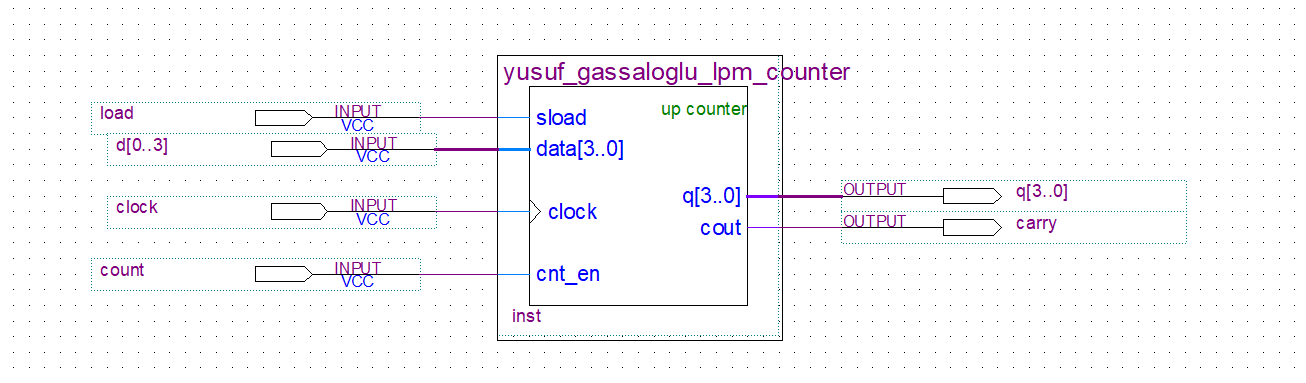 yusuf_gassaloglu_lpm_counter
up counter
load
INPUT
VCC
sload
d[0..3]
INPUT
VCC
data[3..0]
clock
INPUT
VCC
clock
count
INPUT
VCC
cnt_en
q[3..0]
OUTPUT
q[3..0]
cout
OUTPUT
carry
inst